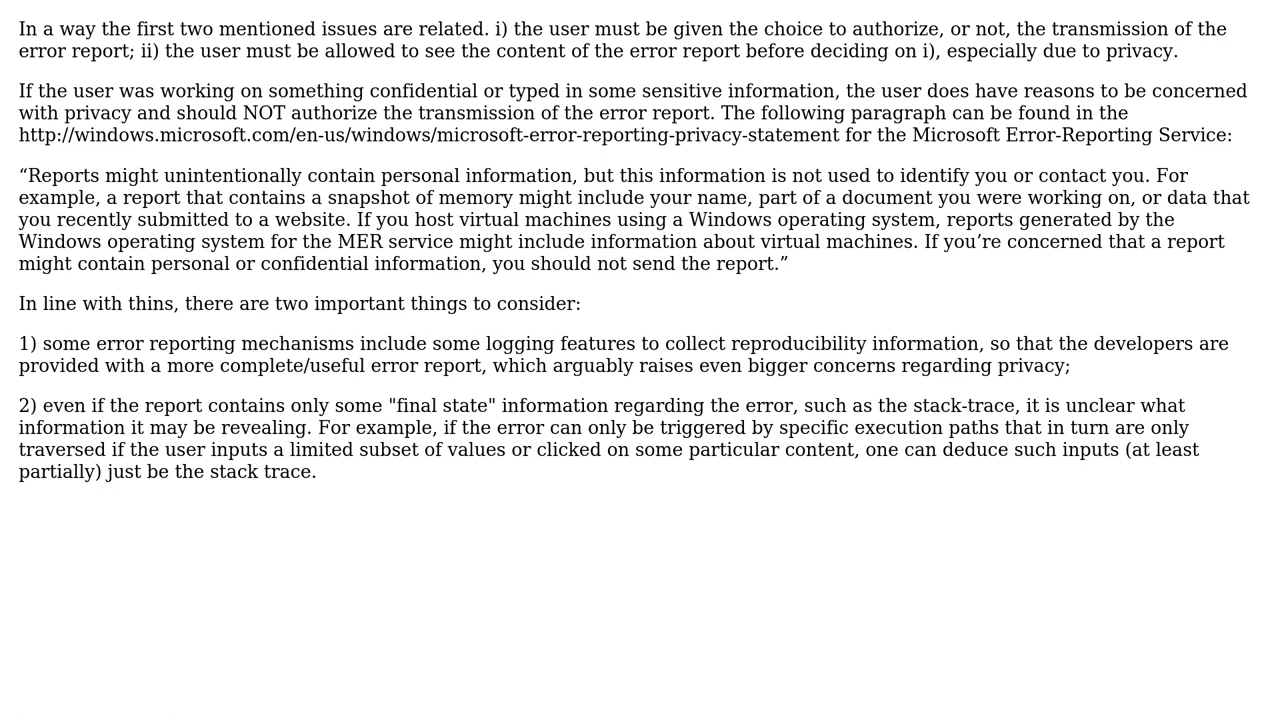 In a way the first two mentioned issues are related. i) the user must be given the choice to authorize, or not, the transmission of the
error report; ii) the user must be allowed to see the content of the error report before deciding on i), especially due to privacy.
If the user was working on something confidential or typed in some sensitive information, the user does have reasons to be concerned
with privacy and should NOT authorize the transmission of the error report. The following paragraph can be found in the
http://windows.microsoft.com/en-us/windows/microsoft-error-reporting-privacy-statement for the Microsoft Error-Reporting Service:
“Reports might unintentionally contain personal information, but this information is not used to identify you or contact you. For
example, a report that contains a snapshot of memory might include your name, part of a document you were working on, or data that
you recently submitted to a website. If you host virtual machines using a Windows operating system, reports generated by the
Windows operating system for the MER service might include information about virtual machines. If you’re concerned that a report
might contain personal or confidential information, you should not send the report.”
In line with thins, there are two important things to consider:
1) some error reporting mechanisms include some logging features to collect reproducibility information, so that the developers are
provided with a more complete/useful error report, which arguably raises even bigger concerns regarding privacy;
2) even if the report contains only some "final state" information regarding the error, such as the stack-trace, it is unclear what
information it may be revealing. For example, if the error can only be triggered by specific execution paths that in turn are only
traversed if the user inputs a limited subset of values or clicked on some particular content, one can deduce such inputs (at least
partially) just be the stack trace.